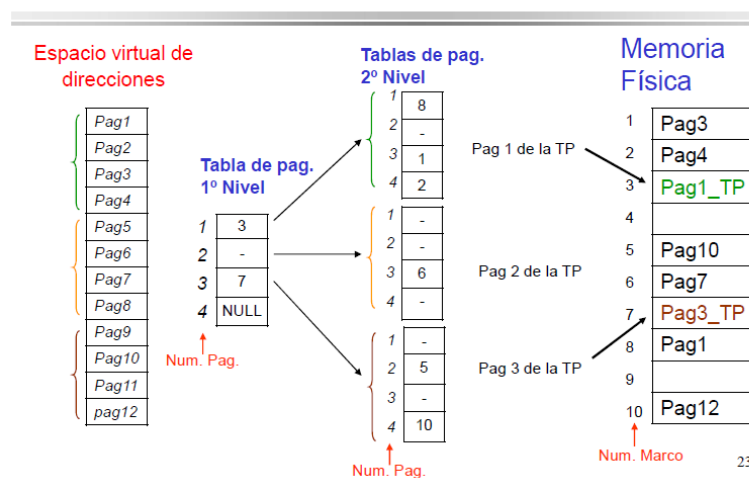 Espacio virtual de
direcciones
Pag1
Pag2
Pag3
Pag4
Pag5
Pag6
Pag7
Pag8
Pag9
Pag10
Pag11
pag12
Tabla de pag.
1º Nivel
1 3
2 -
3 7
4 NULL
Num. Pag.
Tablas de pag.
2º Nivel
1 8
2 -
3 1
4 2
1 -
2 -
3 6
4 -
1 -
2 5
3 -
4 10
Num. Pag.
Pag 1 de la TP
Pag 2 de la TP
Pag 3 de la TP
Memoria
Física
1 Pag3
2 Pag4
3 Pag1_TP
4
5 Pag10
6 Pag7
7 Pag3_TP
8 Pag1
9
10 Pag12
Num. Marco
23